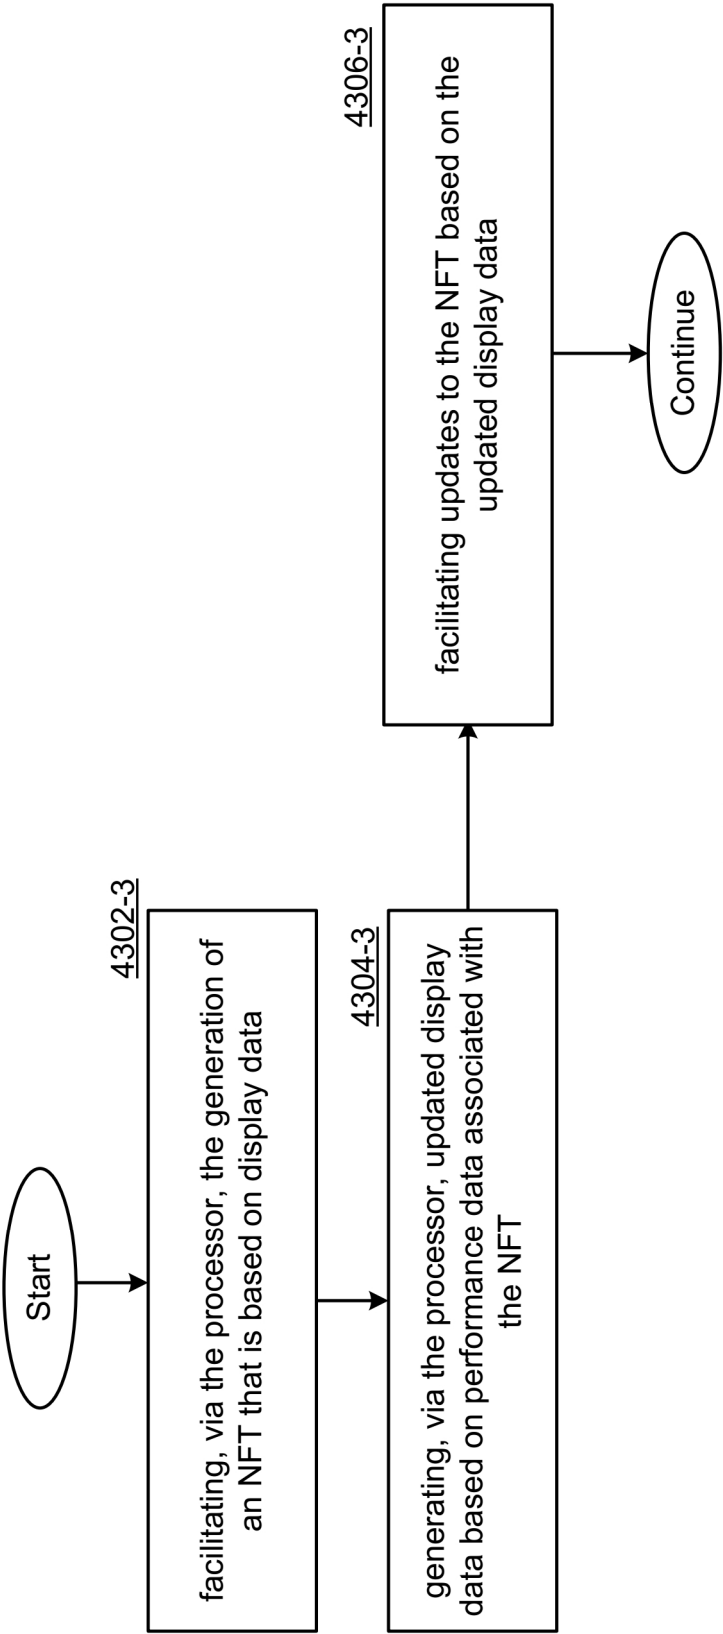 Start
4302-3
facilitating, via the processor, the generation of
an NFT that is based on display data
4304-3
generating, via the processor, updated display
data based on performance data associated with
the NFT
4306-3
facilitating updates to the NFT based on the
updated display data
Continue